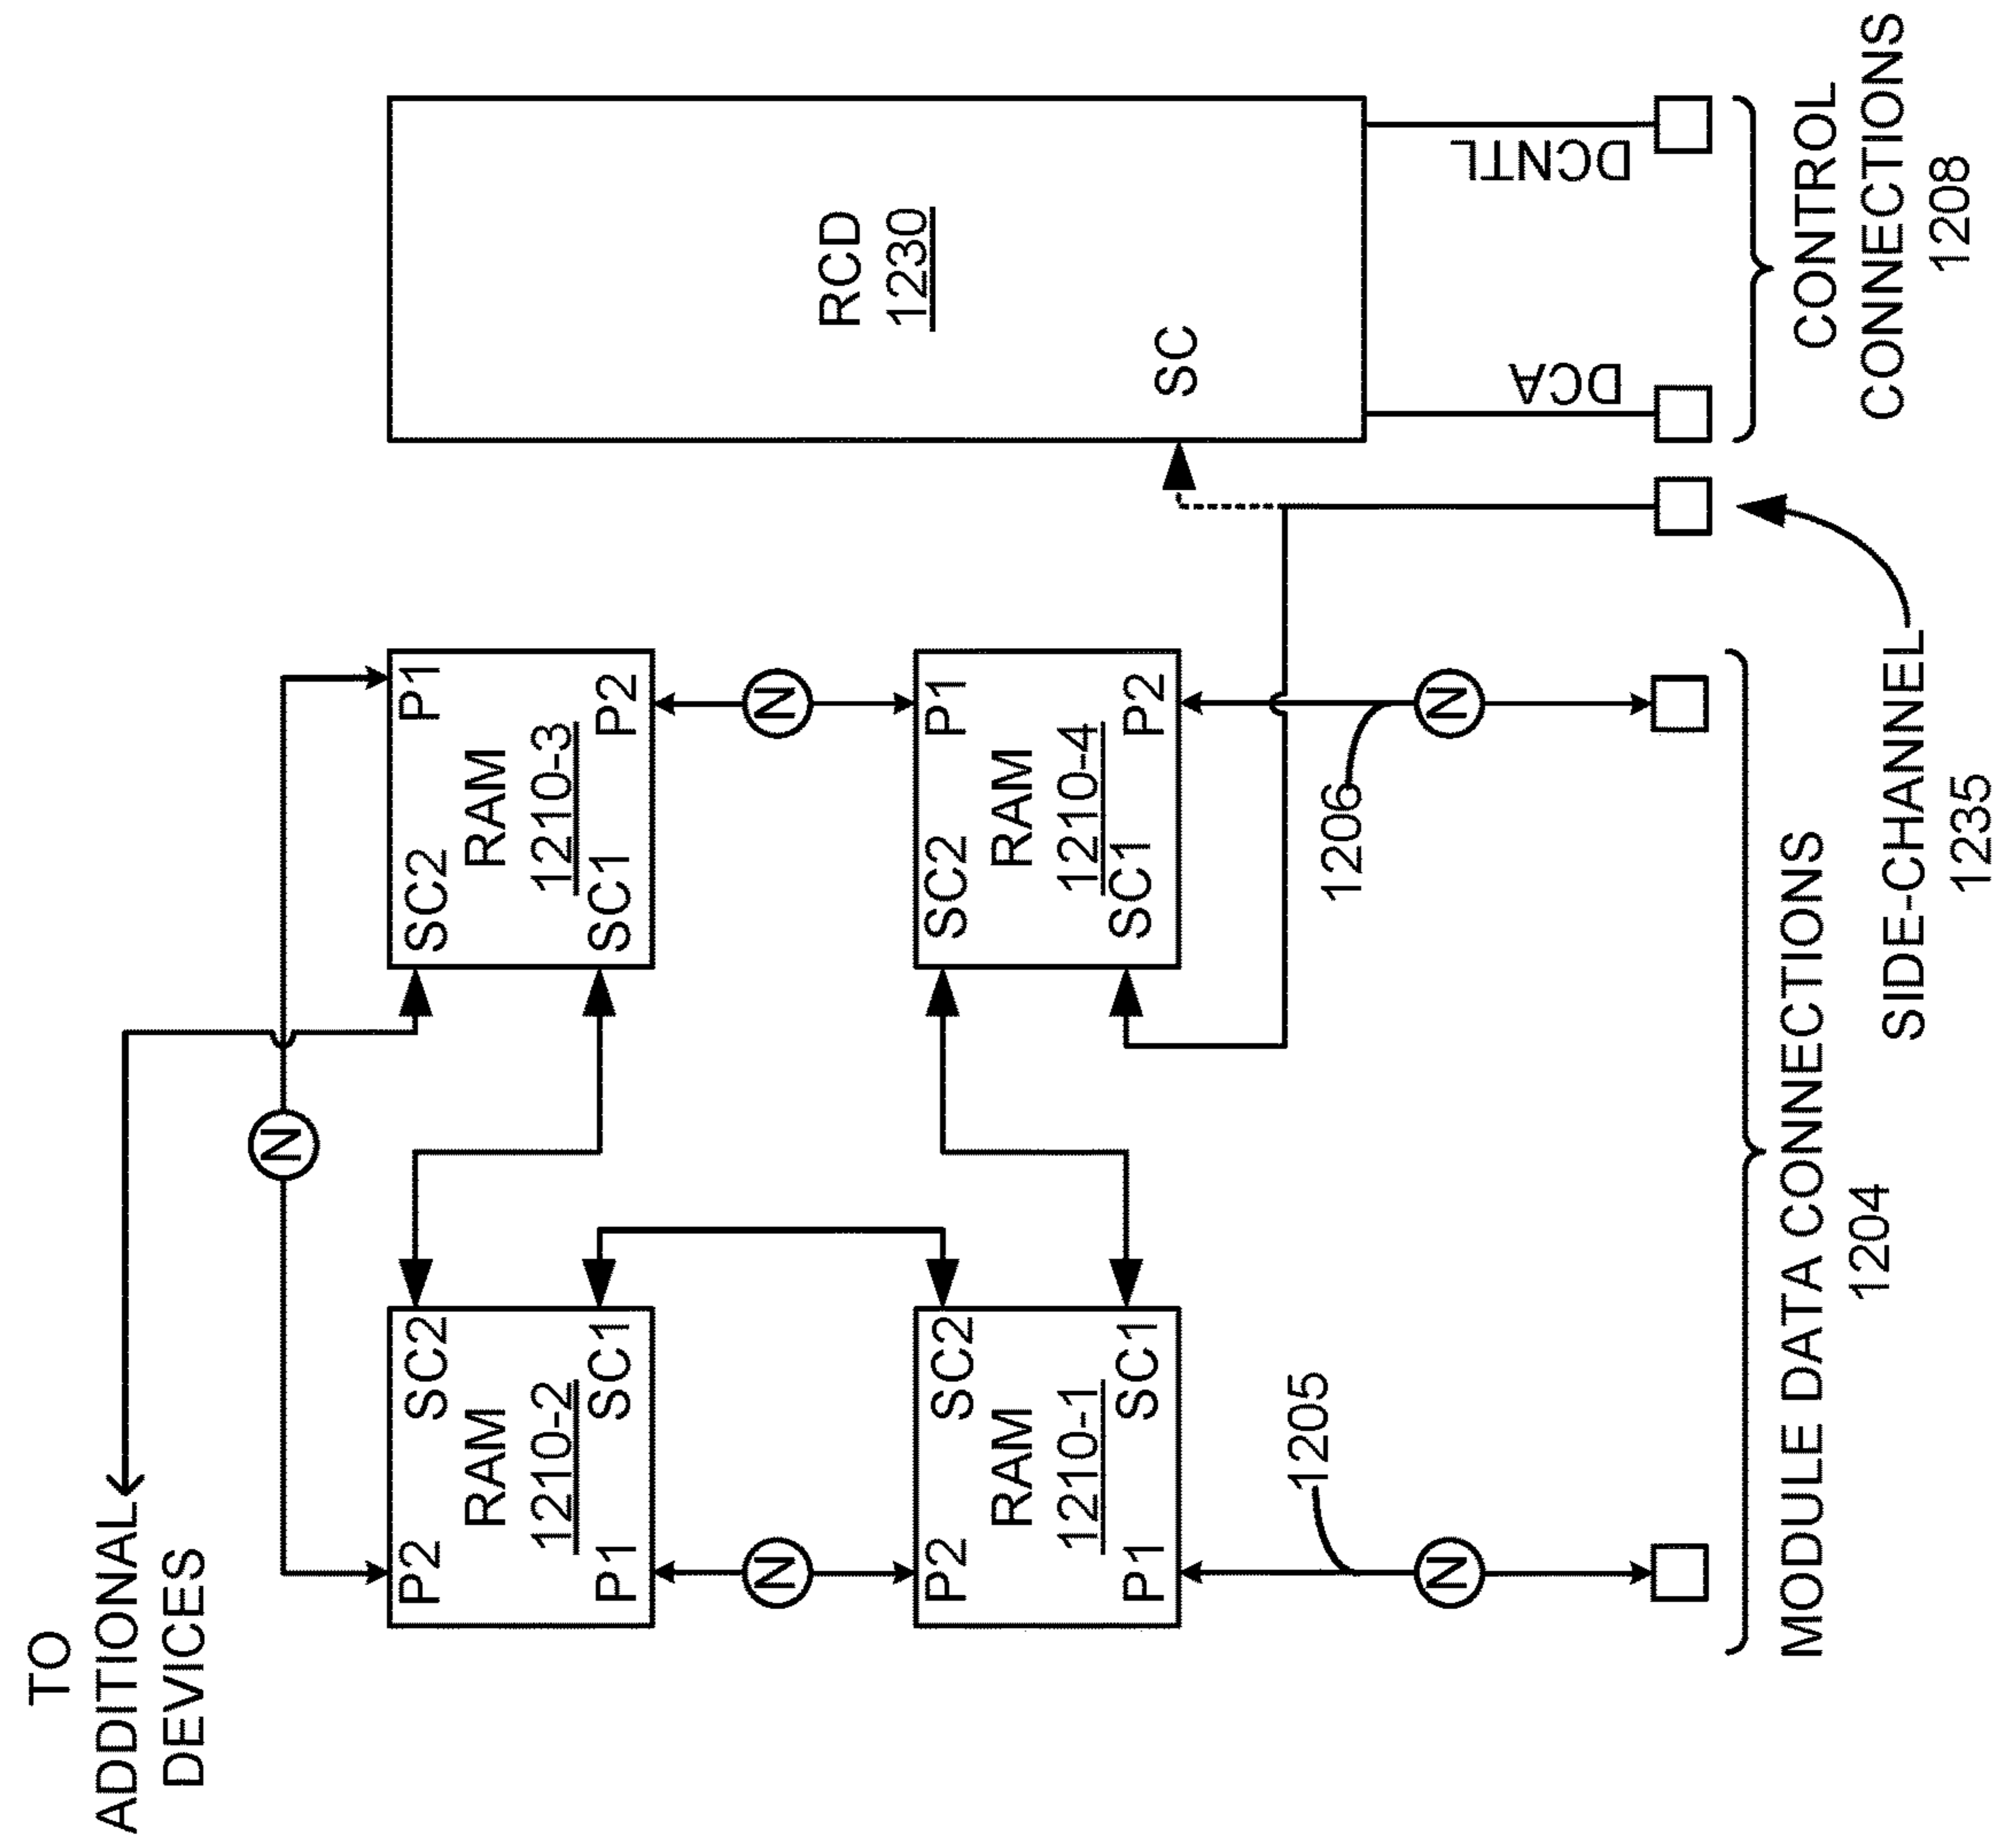 TO
ADDITIONAL
DEVICES
P2
SC2
RAM
1210-2
P1
SC1
N
SC2
P1
RAM
1210-3
SC1
P2
N
N
P2
SC2
RAM
1210-1
P1
SC1
SC2
P1
RAM
1210-4
SC1
P2
1205
N
1206
N
MODULE DATA CONNECTIONS
1204
SIDE-CHANNEL
1235
RCD
1230
SC
DCA
DCNTL
CONTROL
CONNECTIONS
1208